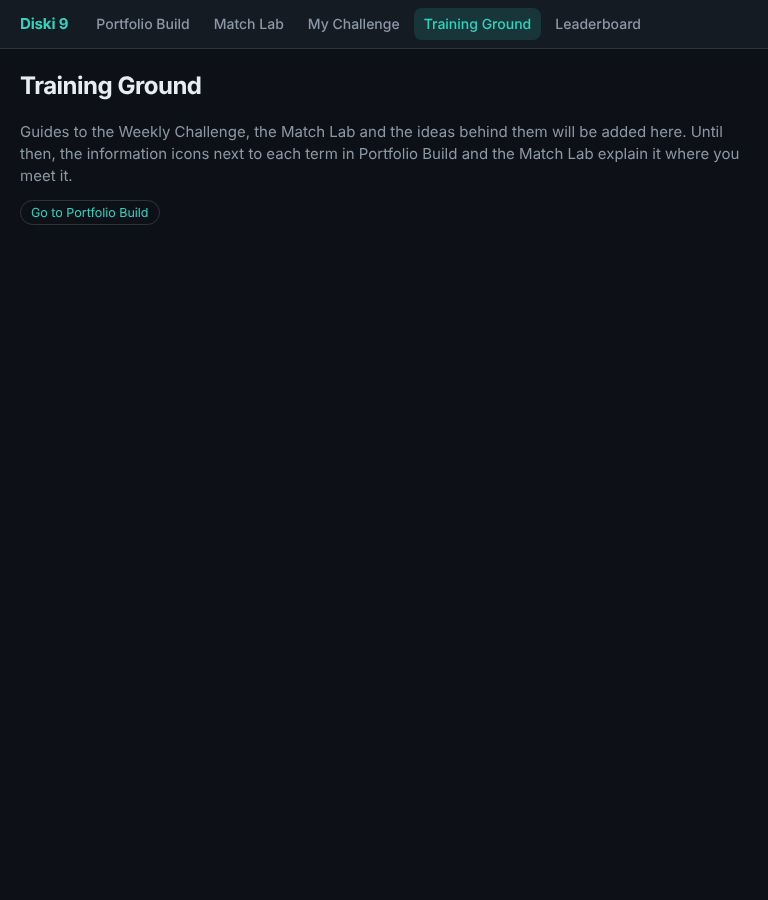 Diski 9 Portfolio Build Match Lab My Challenge Training Ground Leaderboard
Training Ground
Guides to the Weekly Challenge, the Match Lab and the ideas behind them will be added here. Until
then, the information icons next to each term in Portfolio Build and the Match Lab explain it where you
meet it.
Go to Portfolio Build